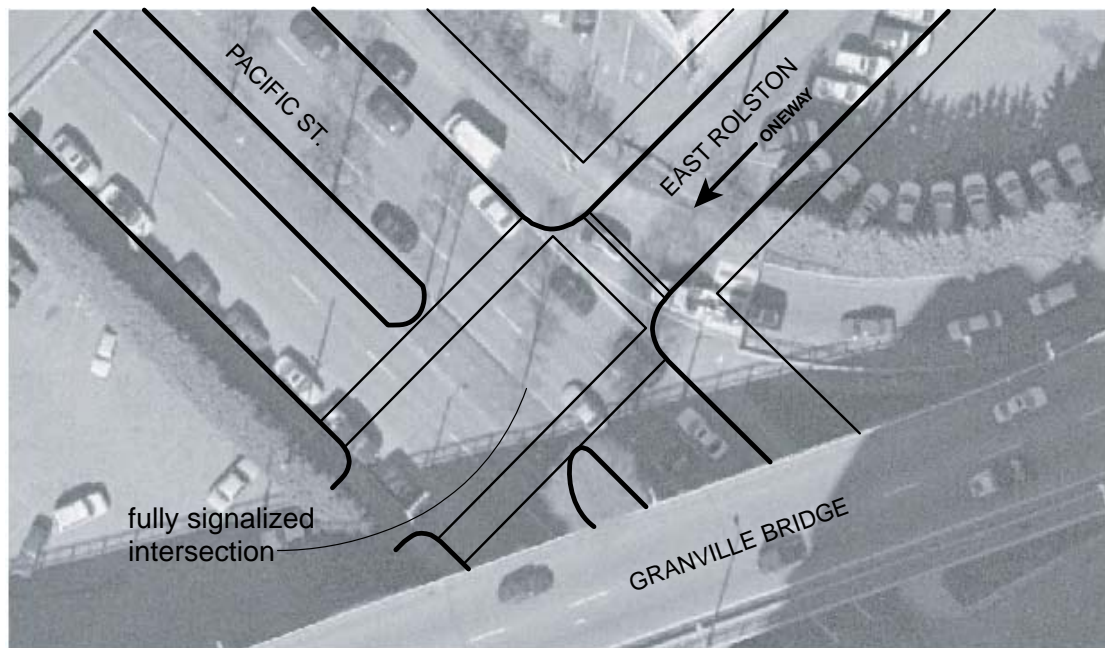 PACIFIC ST.
EAST ROLSTON
ONEWAY
fully signalized
intersection
GRANVILLE BRIDGE